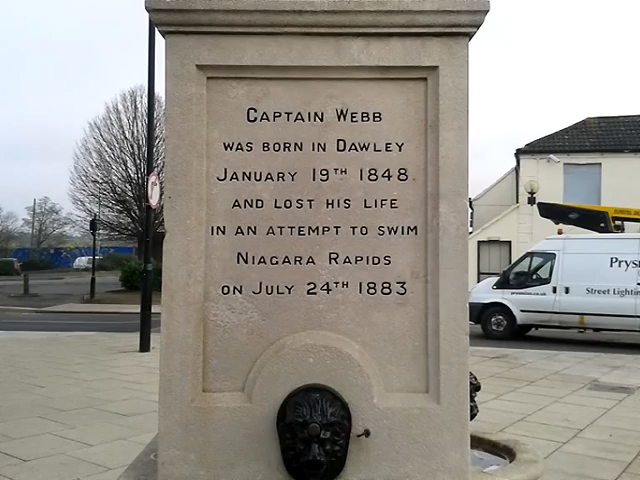 Captain Webb
was born in Dawley
January 19TH 1848
and lost his life
in an attempt to swim
Niagara Rapids
on July 24TH 1883
Prysm
Street Lighting